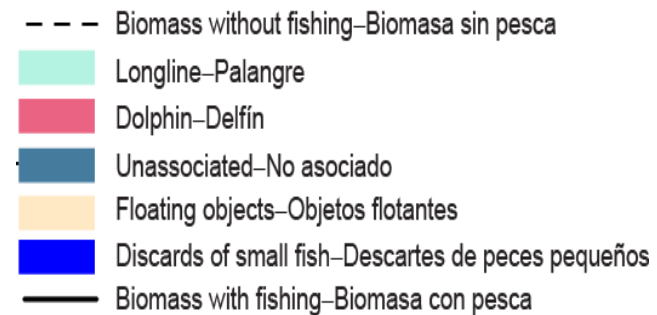 Biomass without fishing–Biomasa sin pesca
Longline–Palangre
Dolphin–Delfín
Unassociated–No asociado
Floating objects–Objetos flotantes
Discards of small fish–Descartes de peces pequeños
Biomass with fishing–Biomasa con pesca